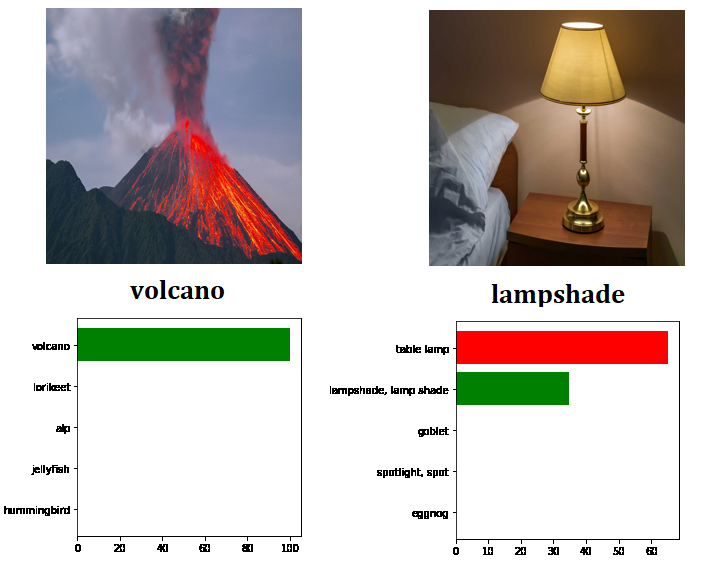 volcano
lampshade
volcano
lorikeet
alp
jellyfish
hummingbird
0 20 40 60 80 100
table lamp
lampshade, lamp shade
goblet
spotlight, spot
eggnog
0 10 20 30 40 50 60